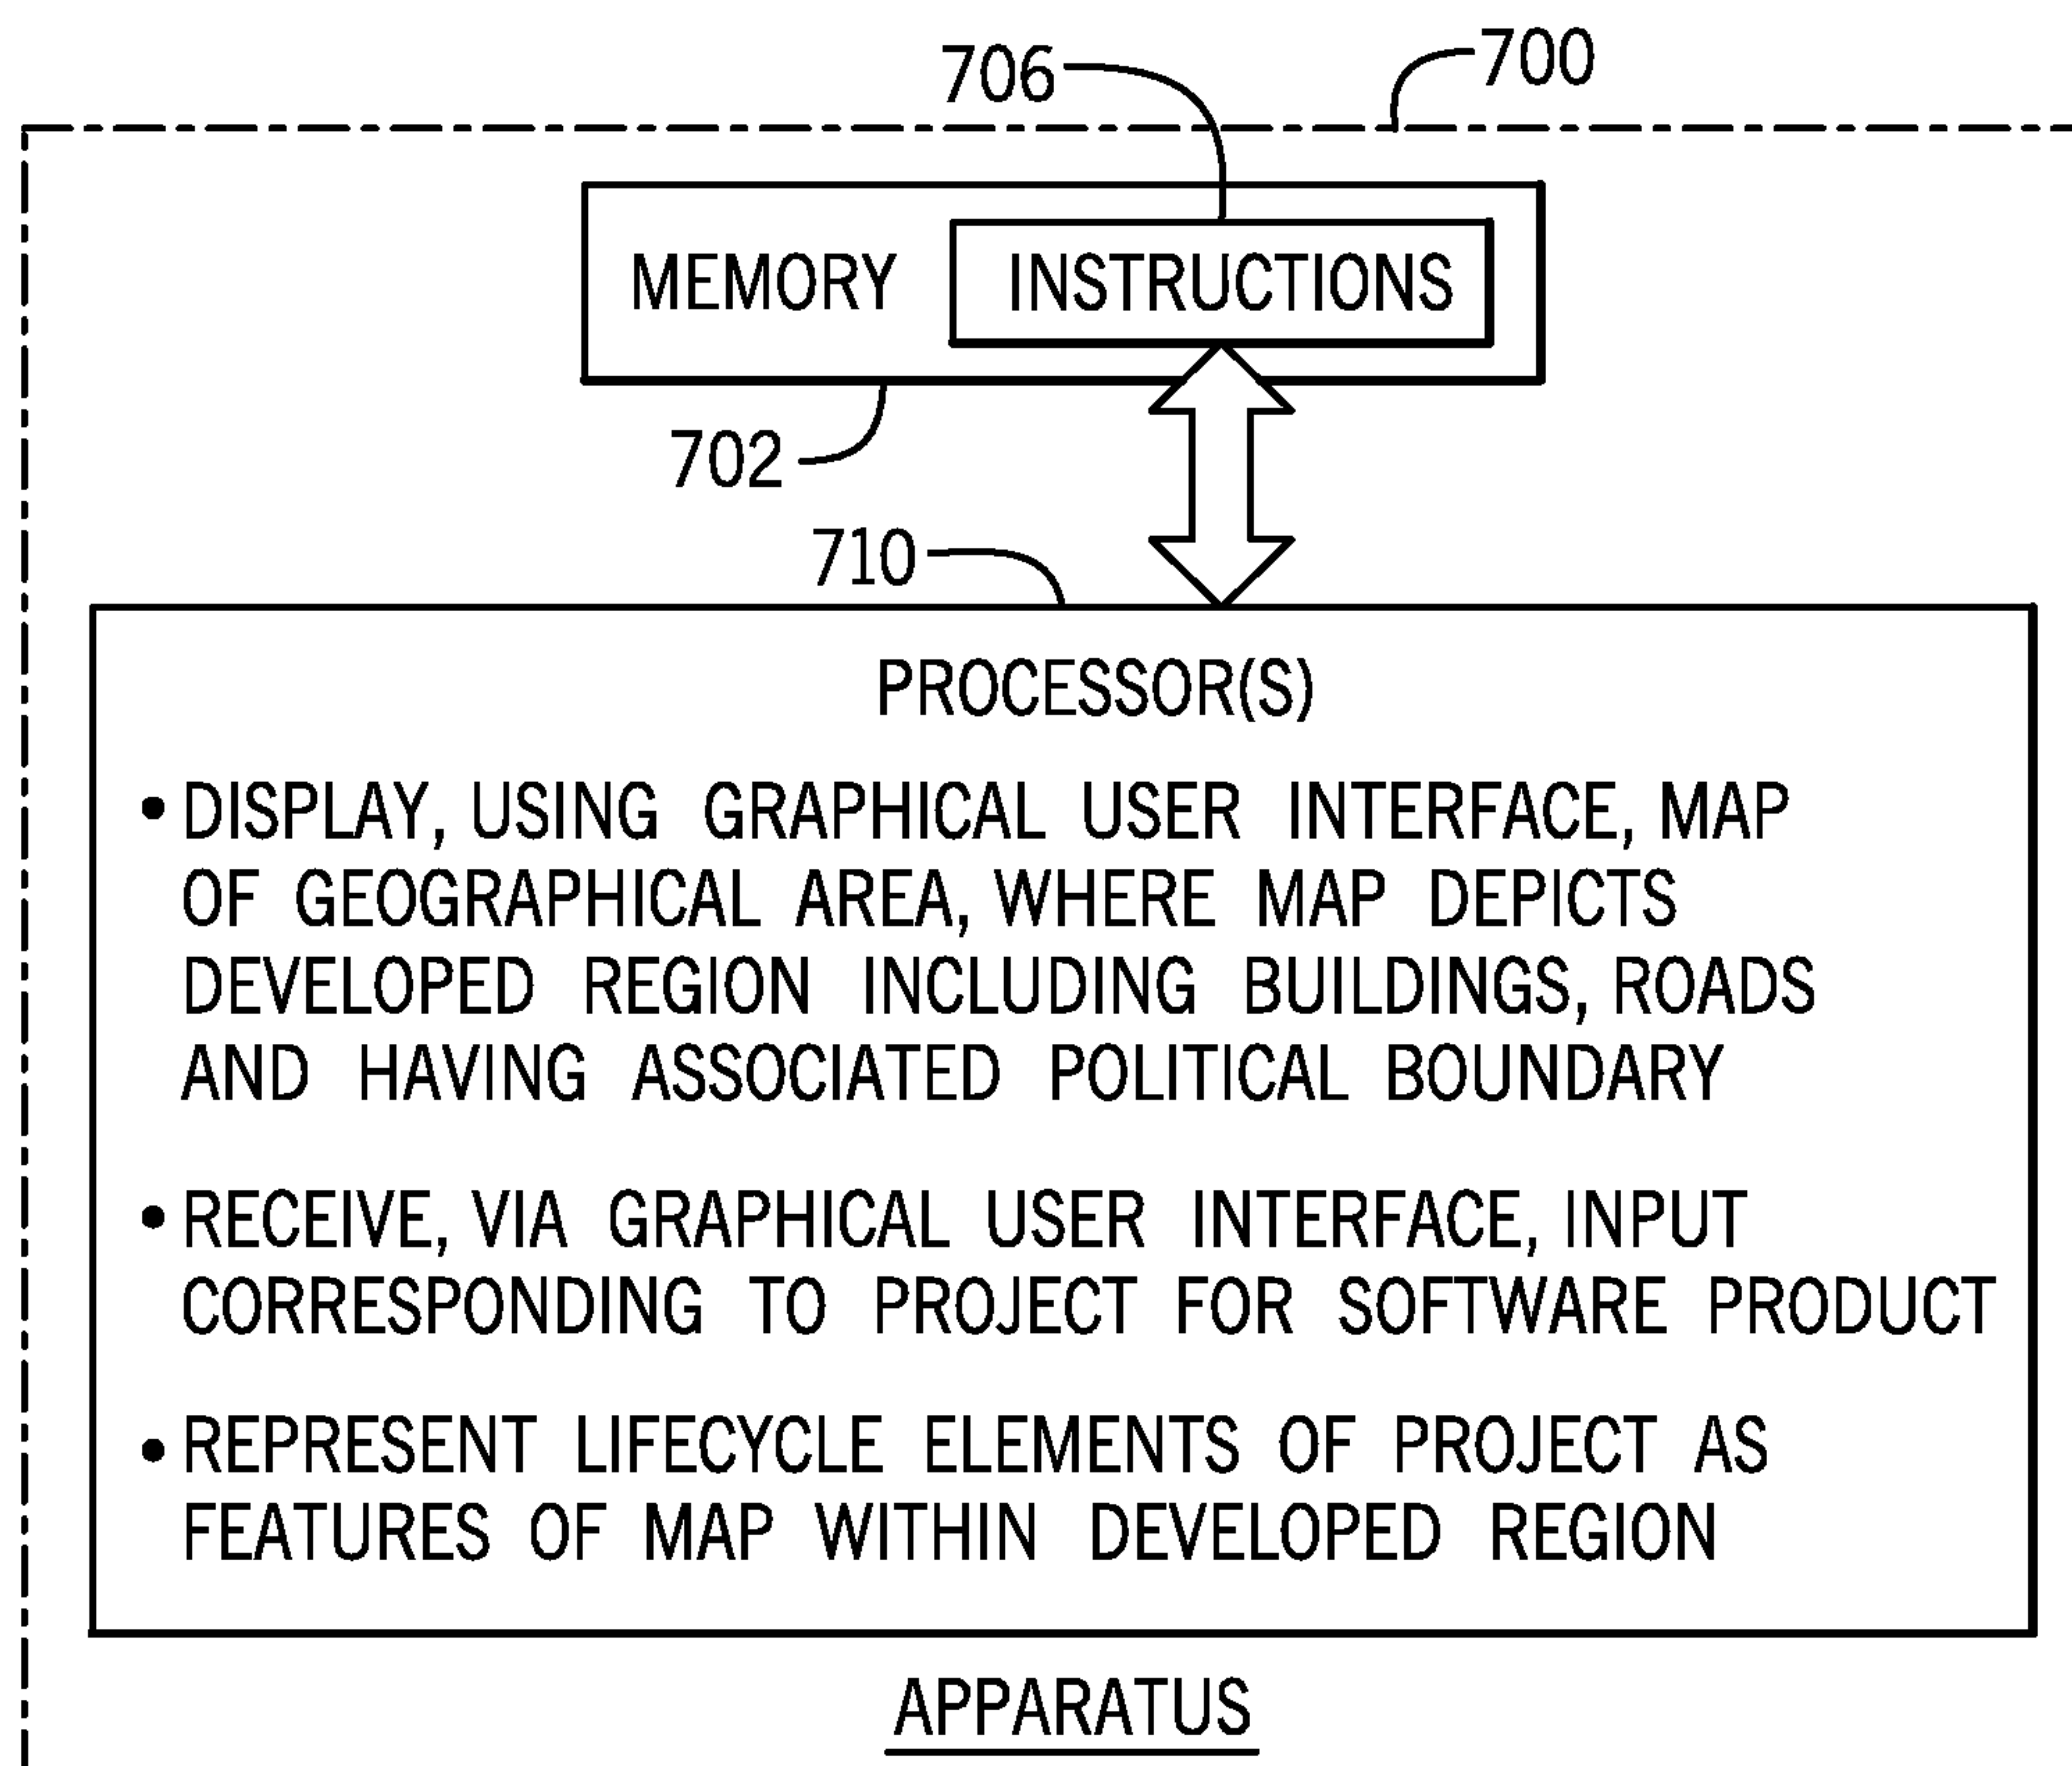 706
700
MEMORY
INSTRUCTIONS
702
710
PROCESSOR(S)
• DISPLAY, USING GRAPHICAL USER INTERFACE, MAP
OF GEOGRAPHICAL AREA, WHERE MAP DEPICTS
DEVELOPED REGION INCLUDING BUILDINGS, ROADS
AND HAVING ASSOCIATED POLITICAL BOUNDARY
• RECEIVE, VIA GRAPHICAL USER INTERFACE, INPUT
CORRESPONDING TO PROJECT FOR SOFTWARE PRODUCT
• REPRESENT LIFECYCLE ELEMENTS OF PROJECT AS
FEATURES OF MAP WITHIN DEVELOPED REGION
APPARATUS